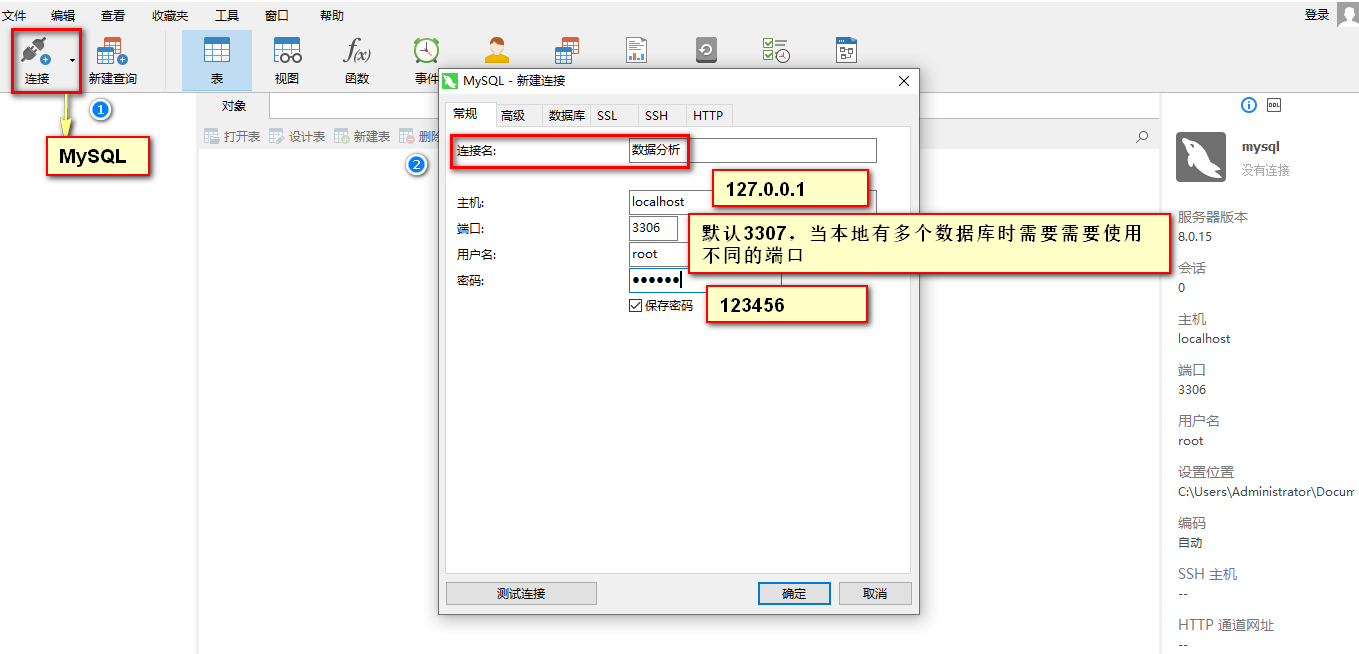 文件 编辑 查看 收藏夹 工具 窗口 帮助 登录
连接 新建查询 表 视图 函数 事件
f(x)
1
MySQL
对象
打开表 设计表 新建表 删除
2
MySQL - 新建连接
常规 高级 数据库 SSL SSH HTTP
连接名: 数据分析
主机: localhost
127.0.0.1
端口: 3306
默认3307，当本地有多个数据库时需要需要使用
不同的端口
用户名: root
密码: ●●●●●●
保存密码
123456
测试连接 确定 取消
DDL
mysql
没有连接
服务器版本
8.0.15
会话
0
主机
localhost
端口
3306
用户名
root
设置位置
C:\Users\Administrator\Docum
编码
自动
SSH 主机
--
HTTP 通道网址
--